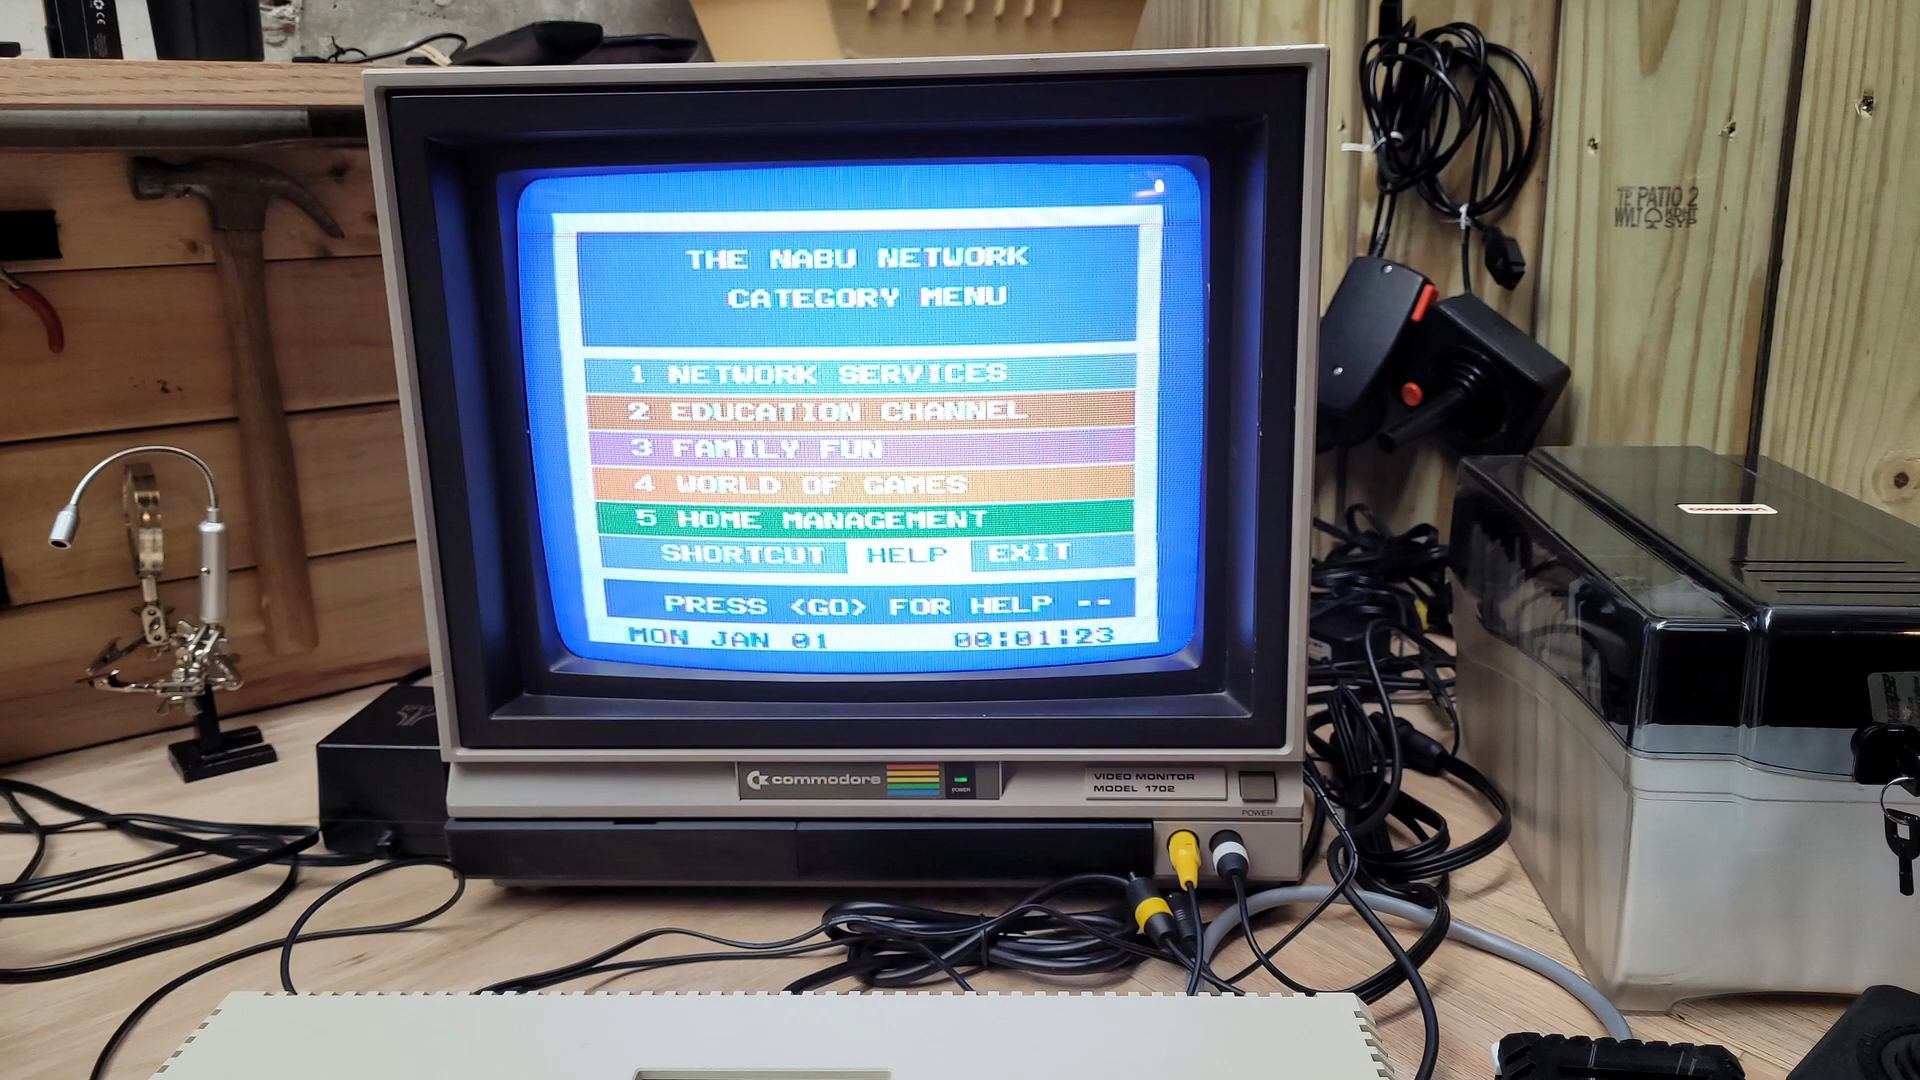 THE NABU NETWORK
CATEGORY MENU
1 NETWORK SERVICES
2 EDUCATION CHANNEL
3 FAMILY FUN
4 WORLD OF GAMES
5 HOME MANAGEMENT
SHORTCUT HELP EXIT
PRESS <GO> FOR HELP --
MON JAN 01 00:01:23
commodore
POWER
VIDEO MONITOR
MODEL 1702
POWER
PATIO 2
SYP
COMPUSA